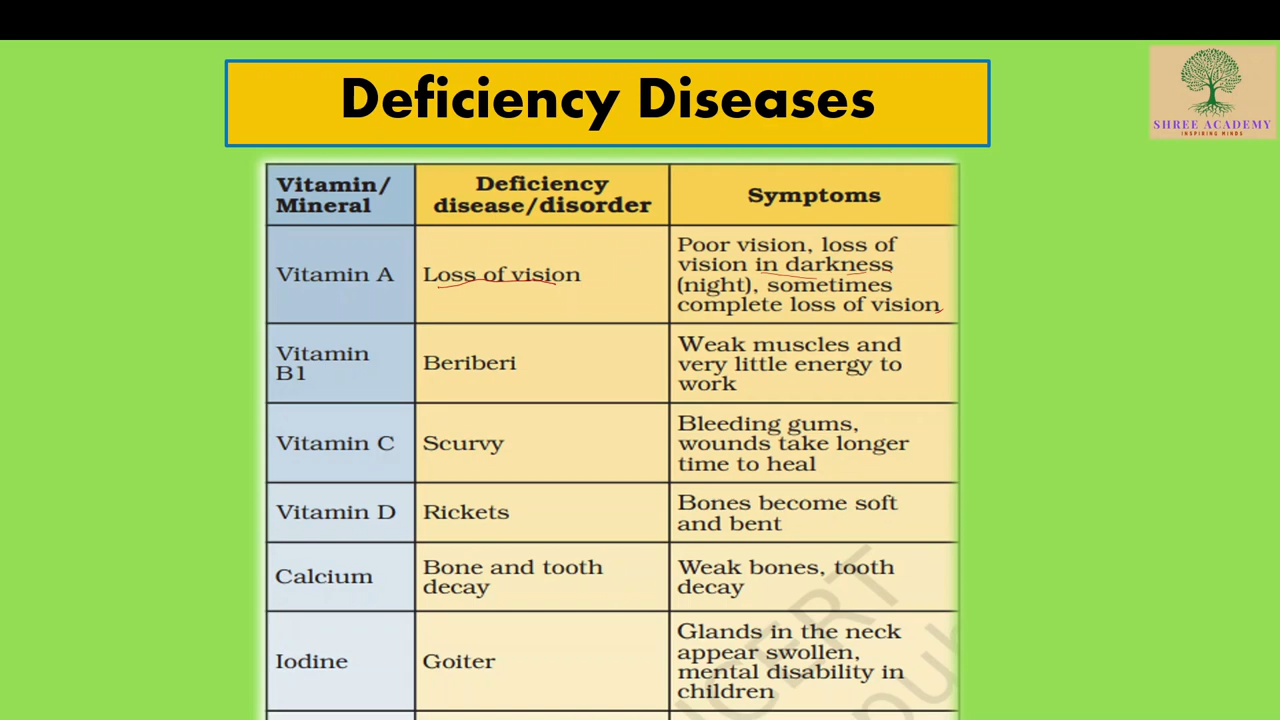 Deficiency Diseases
SHREE ACADEMY
INSPIRING MINDS
Vitamin/
Mineral
Deficiency
disease/disorder
Symptoms
Vitamin A
Loss of vision
Poor vision, loss of
vision in darkness
(night), sometimes
complete loss of vision
Vitamin
B1
Beriberi
Weak muscles and
very little energy to
work
Vitamin C
Scurvy
Bleeding gums,
wounds take longer
time to heal
Vitamin D
Rickets
Bones become soft
and bent
Calcium
Bone and tooth
decay
Weak bones, tooth
decay
Iodine
Goiter
Glands in the neck
appear swollen,
mental disability in
children